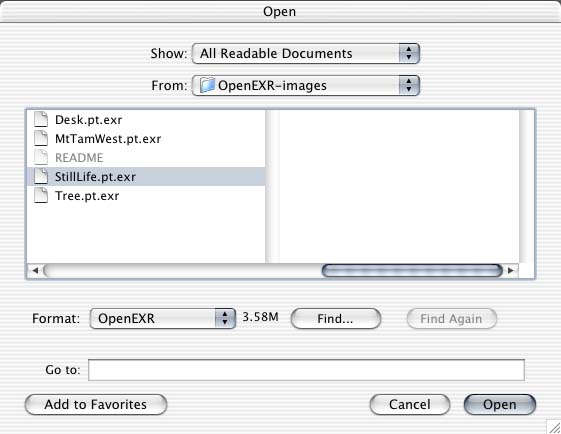 Open
Show: All Readable Documents
From: OpenEXR-images
Desk.pt.exr
MtTamWest.pt.exr
README
StillLife.pt.exr
Tree.pt.exr
Format: OpenEXR 3.58M Find... Find Again
Go to:
Add to Favorites Cancel Open